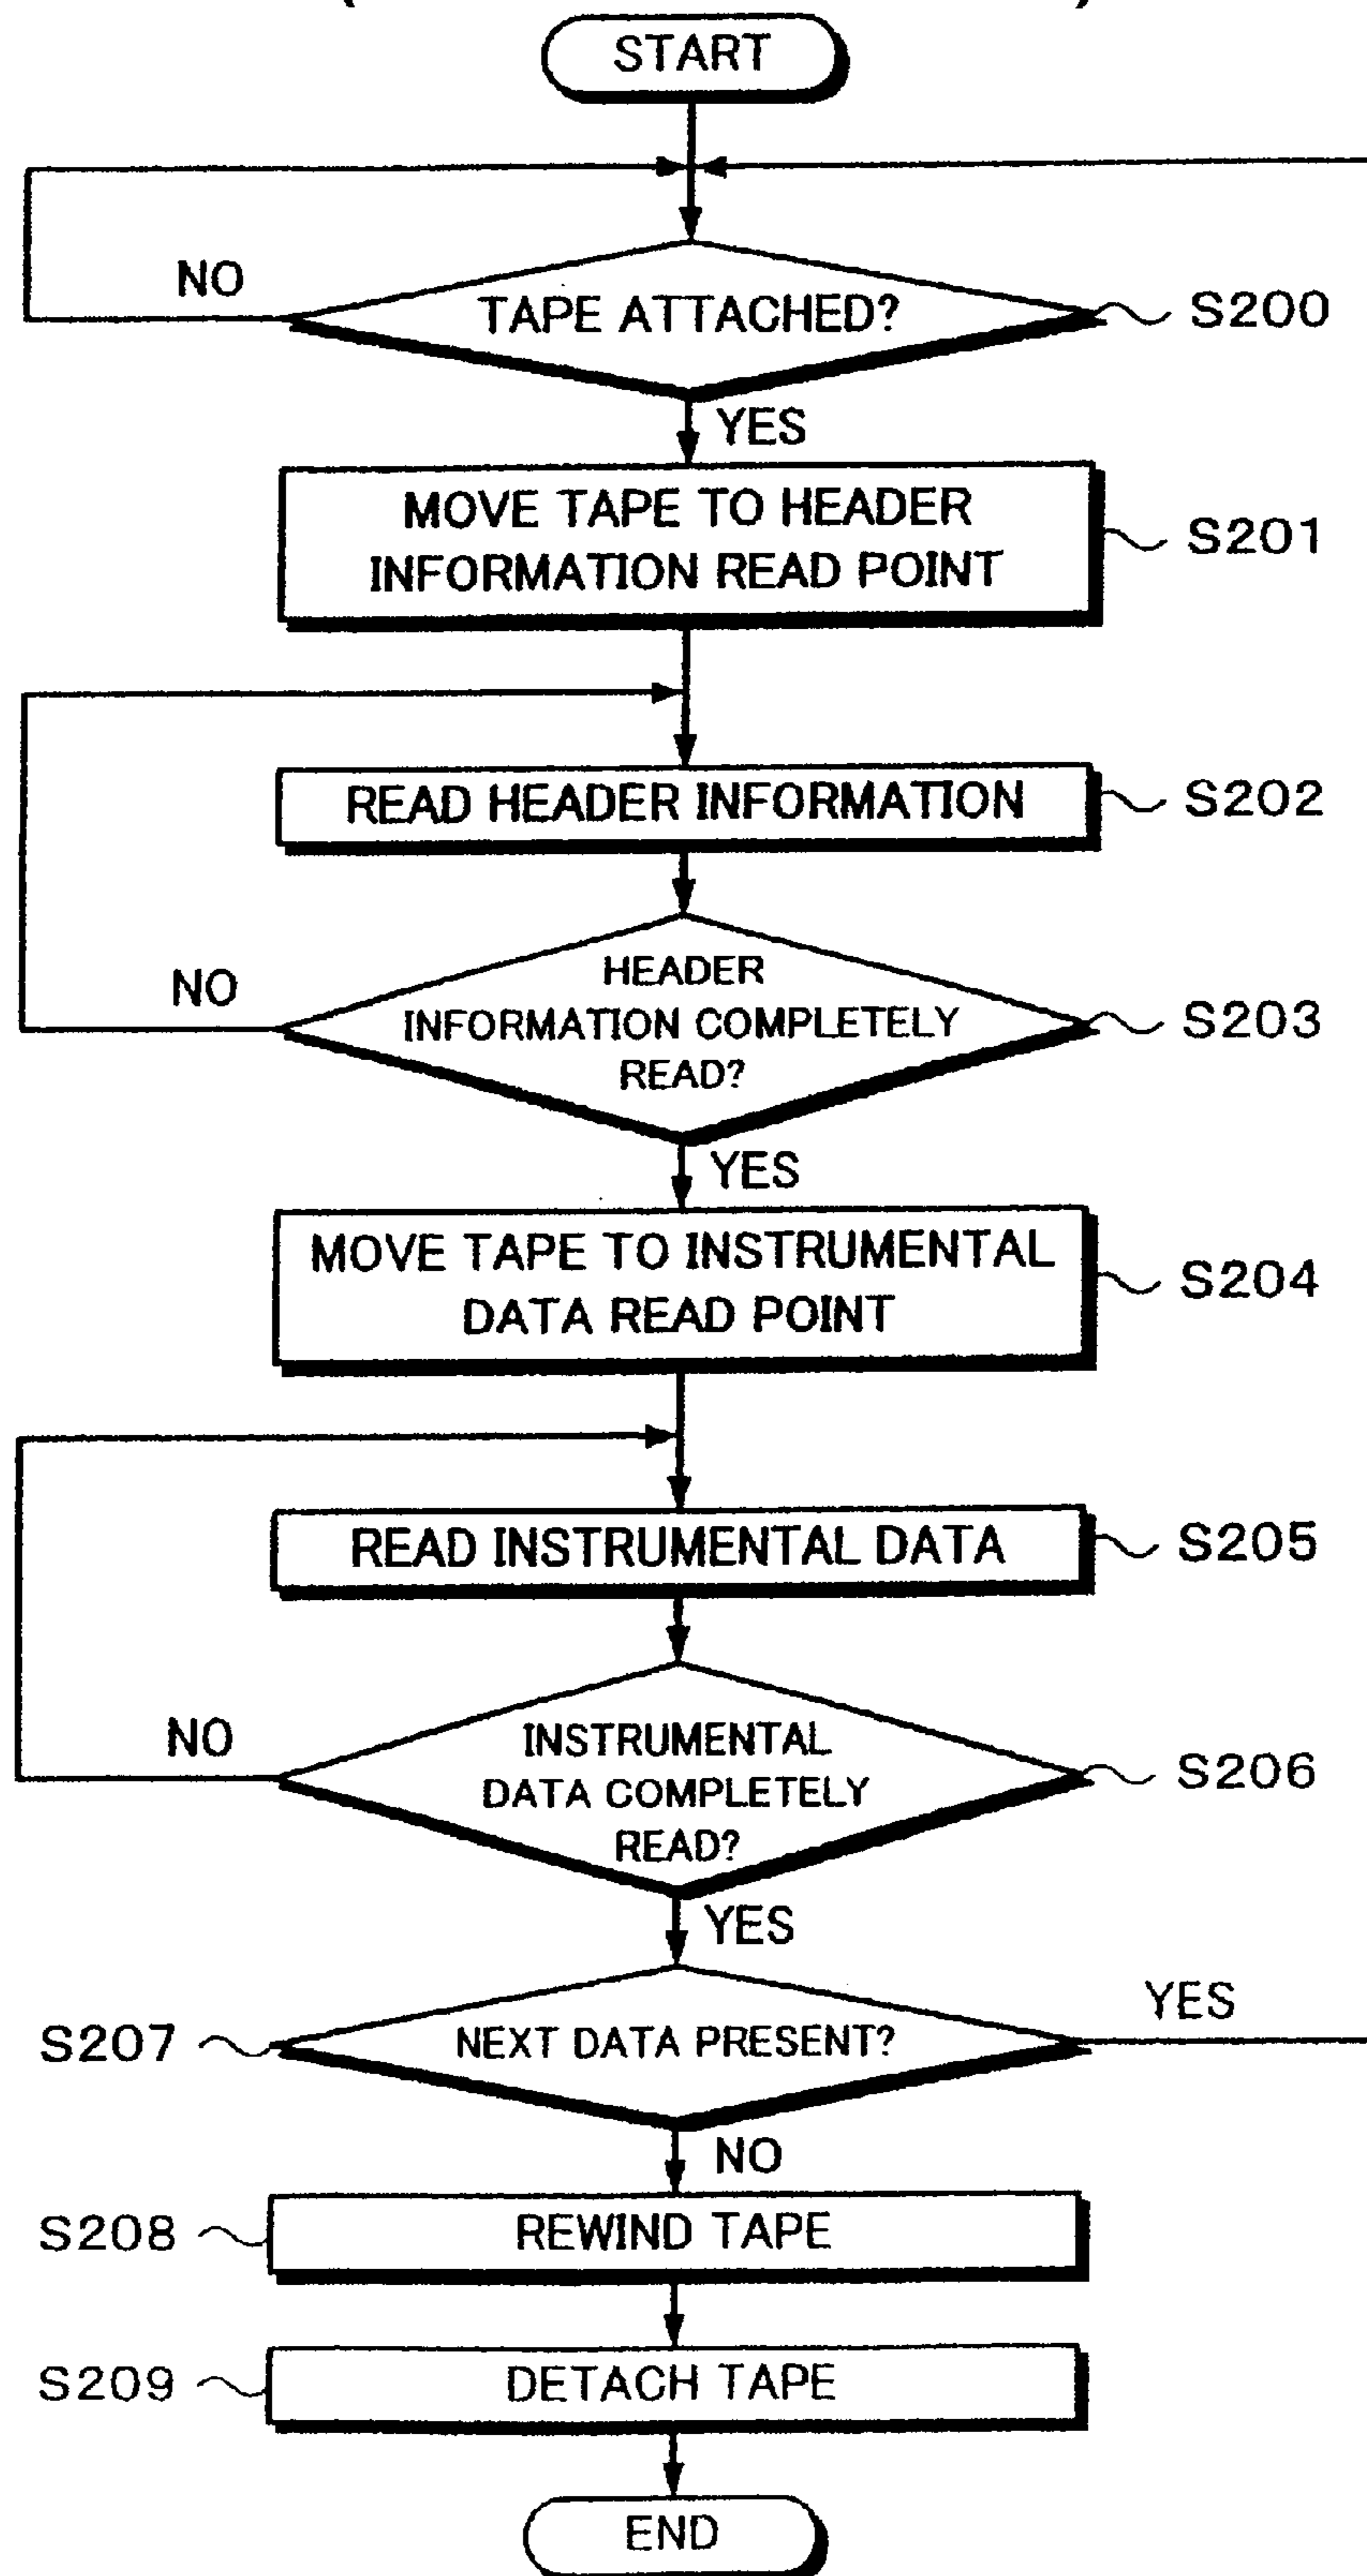 START
NO
TAPE ATTACHED?
S200
YES
MOVE TAPE TO HEADER
INFORMATION READ POINT
S201
READ HEADER INFORMATION
S202
NO
HEADER
INFORMATION COMPLETELY
READ?
S203
YES
MOVE TAPE TO INSTRUMENTAL
DATA READ POINT
S204
READ INSTRUMENTAL DATA
S205
NO
INSTRUMENTAL
DATA COMPLETELY
READ?
S206
YES
S207
NEXT DATA PRESENT?
YES
NO
S208
REWIND TAPE
S209
DETACH TAPE
END